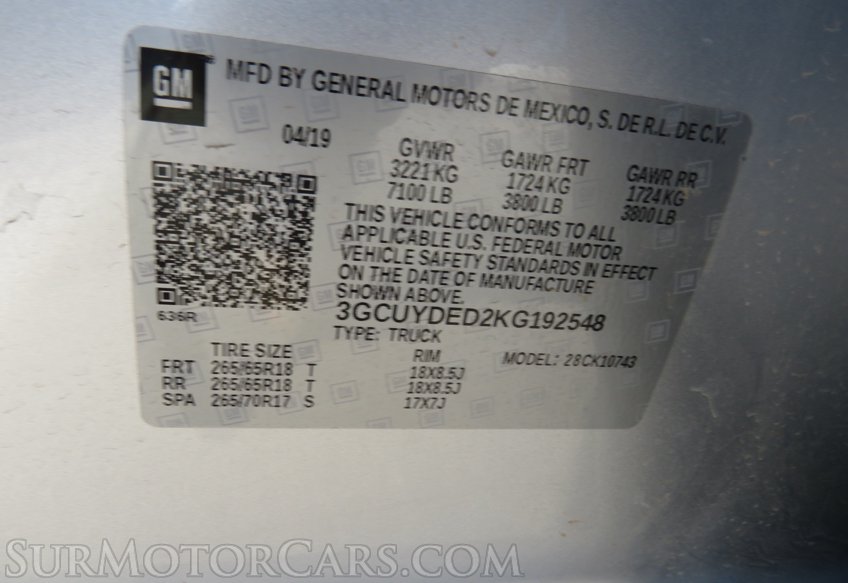 GM
MFD BY GENERAL MOTORS DE MEXICO, S. DE R.L. DE C.V.
04/19 GVWR GAWR FRT GAWR RR
3221 KG 1724 KG 1724 KG
7100 LB 3800 LB 3800 LB
THIS VEHICLE CONFORMS TO ALL
APPLICABLE U.S. FEDERAL MOTOR
VEHICLE SAFETY STANDARDS IN EFFECT
ON THE DATE OF MANUFACTURE
SHOWN ABOVE.
636R 3GCUYDED2KG192548
TYPE: TRUCK
TIRE SIZE RIM MODEL: 28CK10743
FRT 265/65R18 T 18X8.5J
RR 265/65R18 T 18X8.5J
SPA 265/70R17 S 17X7J
SURMOTORCARS.COM